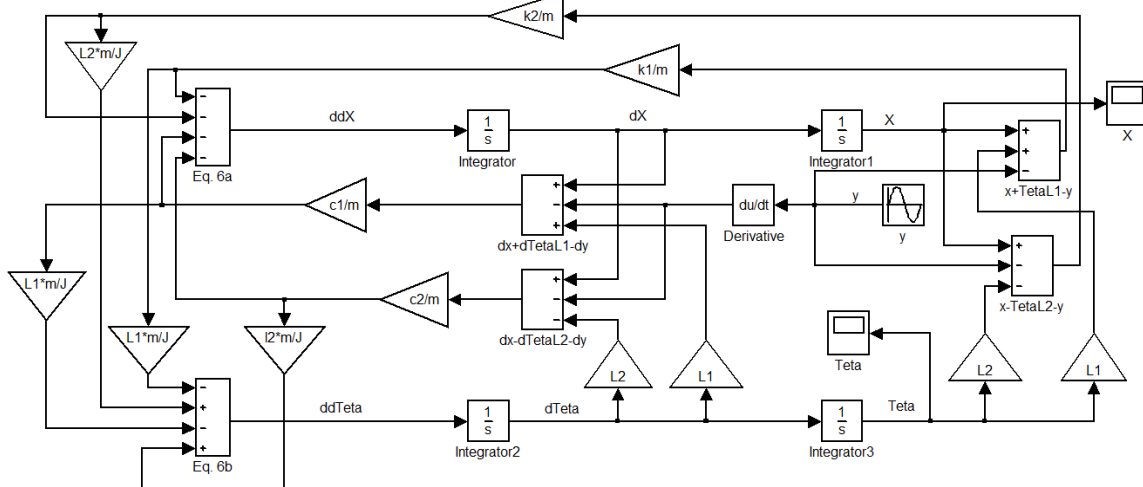 k2/m
L2*m/J
k1/m
ddX
1
s
Integrator
dX
1
s
Integrator1
X
X
Eq. 6a
x+TetaL1-y
c1/m
dx+dTetaL1-dy
du/dt
Derivative
y
y
L1*m/J
c2/m
dx-dTetaL2-dy
x-TetaL2-y
L1*m/J
l2*m/J
Teta
L2
L1
L2
L1
ddTeta
1
s
Integrator2
dTeta
1
s
Integrator3
Teta
Eq. 6b